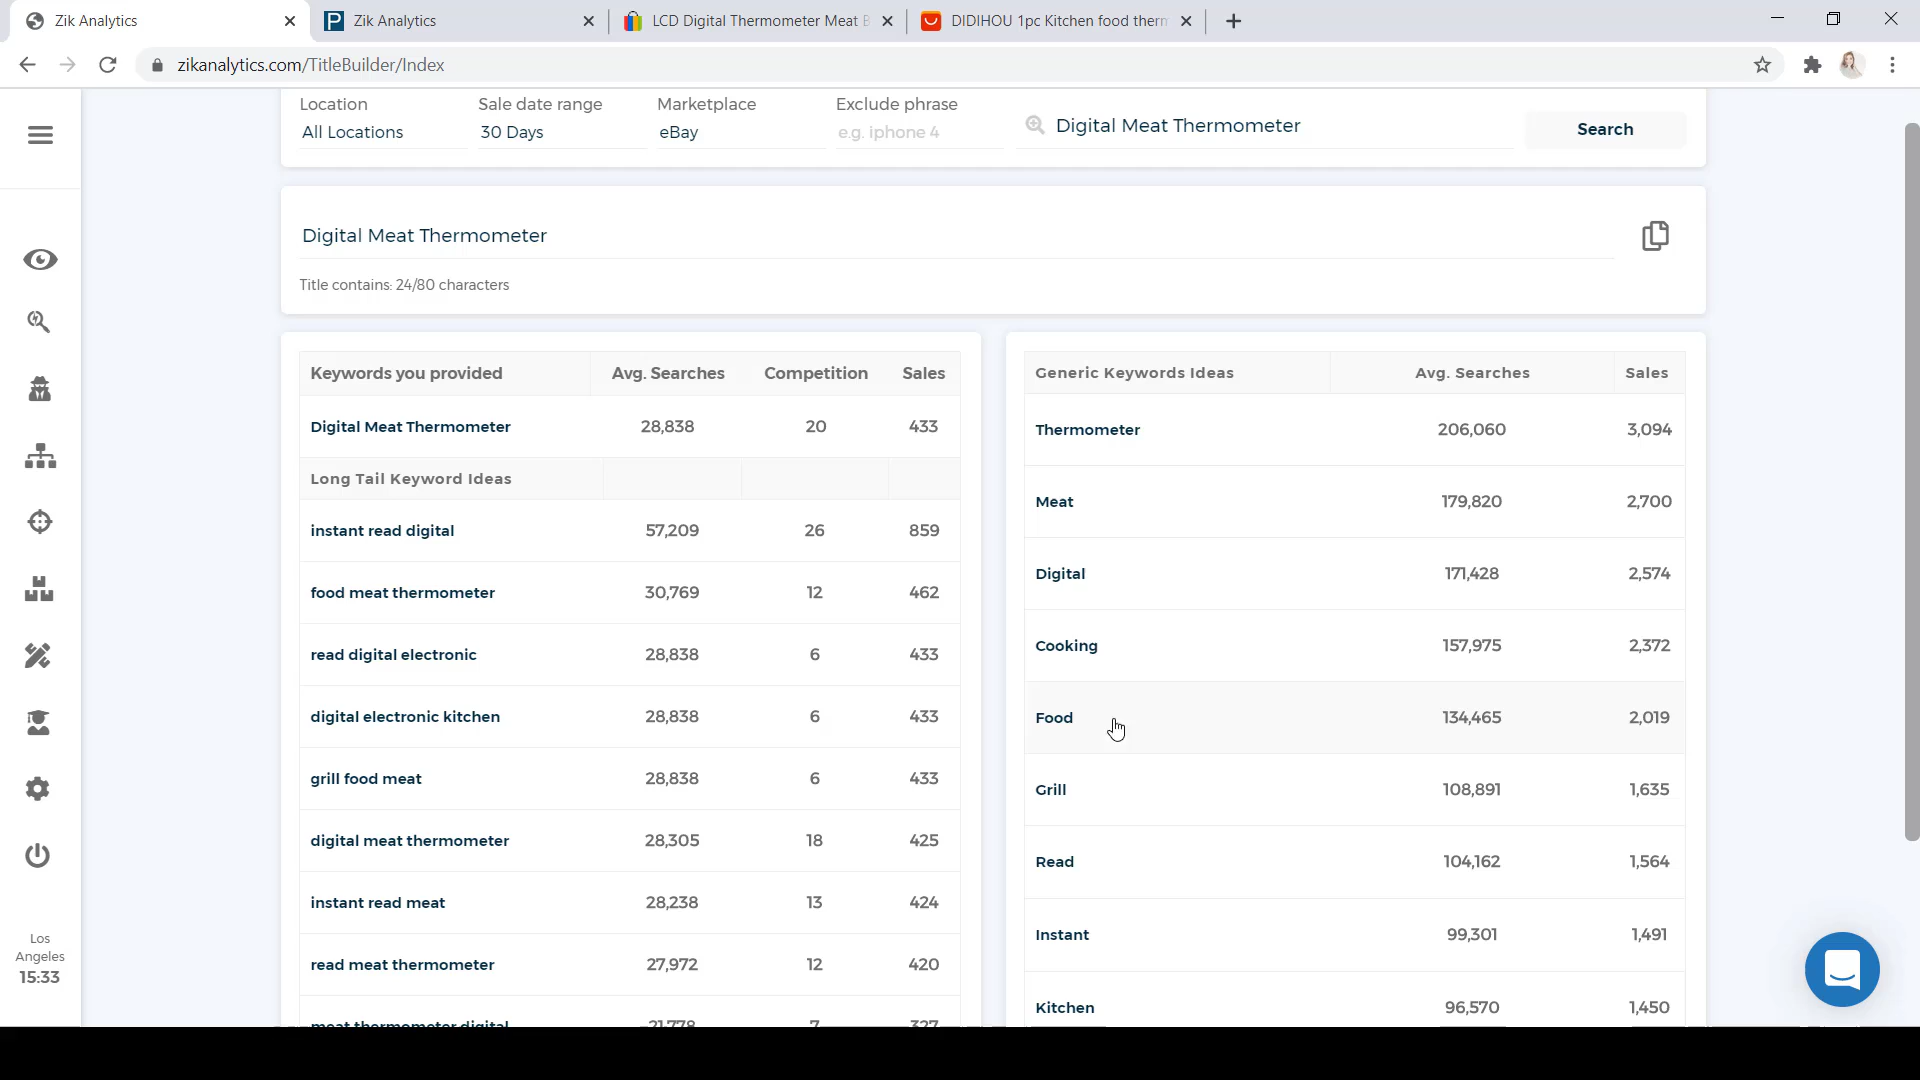 Zik Analytics
Zik Analytics
LCD Digital Thermometer Meat B
DIDIHOU 1pc Kitchen food therm
zikanalytics.com/TitleBuilder/Index
Location Sale date range Marketplace Exclude phrase
All Locations 30 Days eBay e.g. iphone 4 Digital Meat Thermometer Search
Digital Meat Thermometer
Title contains: 24/80 characters
Keywords you provided Avg. Searches Competition Sales
Digital Meat Thermometer 28,838 20 433
Long Tail Keyword Ideas
instant read digital 57,209 26 859
food meat thermometer 30,769 12 462
read digital electronic 28,838 6 433
digital electronic kitchen 28,838 6 433
grill food meat 28,838 6 433
digital meat thermometer 28,305 18 425
instant read meat 28,238 13 424
read meat thermometer 27,972 12 420
meat thermometer digital 21,778 7 327
Generic Keywords Ideas Avg. Searches Sales
Thermometer 206,060 3,094
Meat 179,820 2,700
Digital 171,428 2,574
Cooking 157,975 2,372
Food 134,465 2,019
Grill 108,891 1,635
Read 104,162 1,564
Instant 99,301 1,491
Kitchen 96,570 1,450
Los
Angeles
15:33